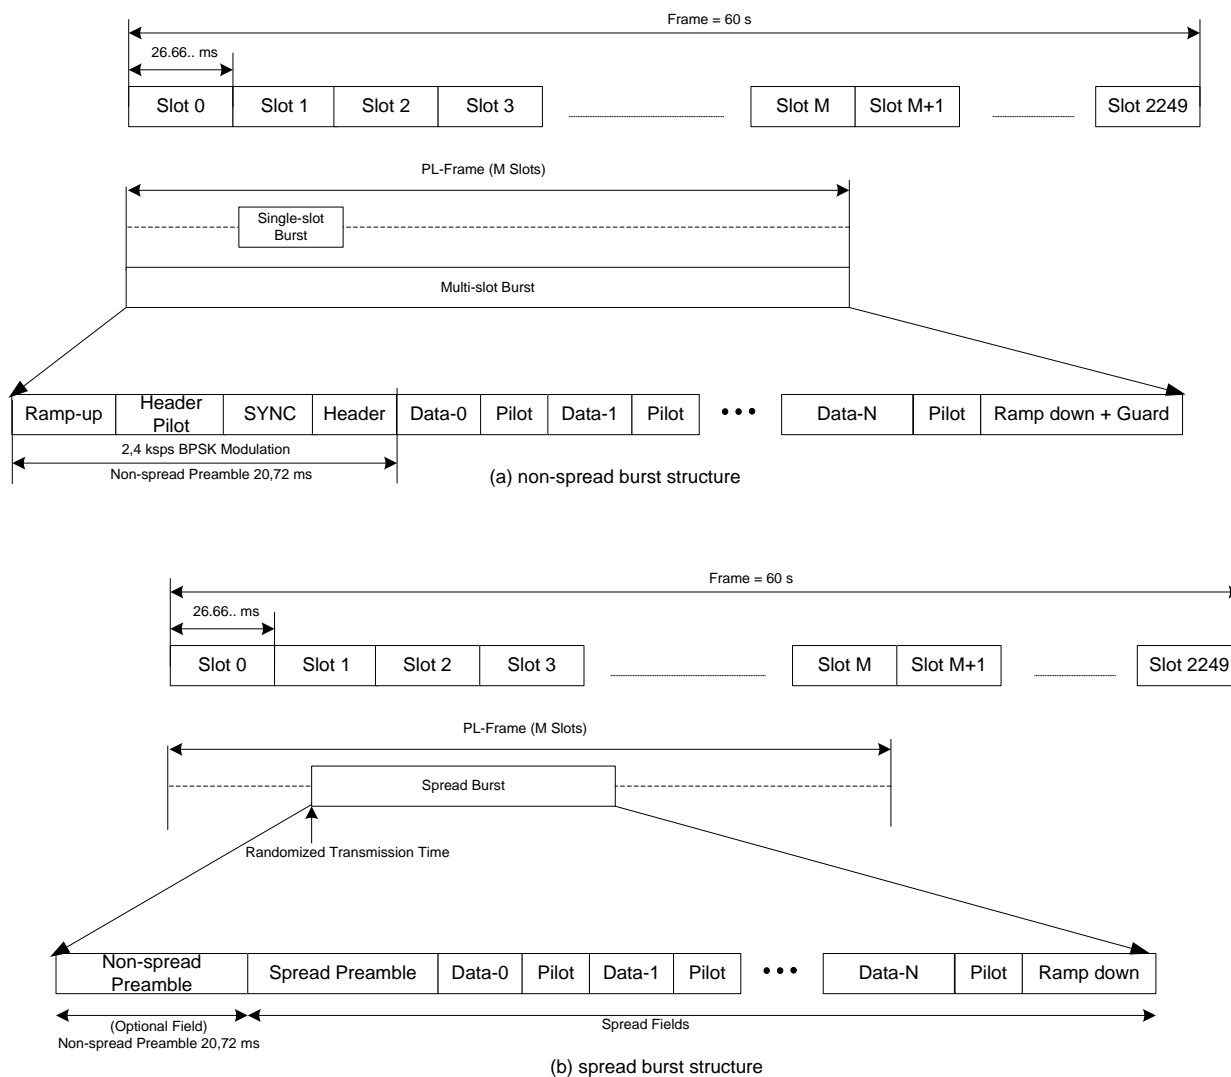 Frame = 60 s
26.66.. ms
Slot 0 Slot 1 Slot 2 Slot 3 Slot M Slot M+1 Slot 2249
PL-Frame (M Slots)
Single-slot
Burst
Multi-slot Burst
Ramp-up Header Pilot SYNC Header Data-0 Pilot Data-1 Pilot ••• Data-N Pilot Ramp down + Guard
2,4 ksps BPSK Modulation
Non-spread Preamble 20,72 ms
(a) non-spread burst structure
Frame = 60 s
26.66.. ms
Slot 0 Slot 1 Slot 2 Slot 3 Slot M Slot M+1 Slot 2249
PL-Frame (M Slots)
Spread Burst
Randomized Transmission Time
Non-spread Preamble Spread Preamble Data-0 Pilot Data-1 Pilot ••• Data-N Pilot Ramp down
(Optional Field) Spread Fields
Non-spread Preamble 20,72 ms
(b) spread burst structure